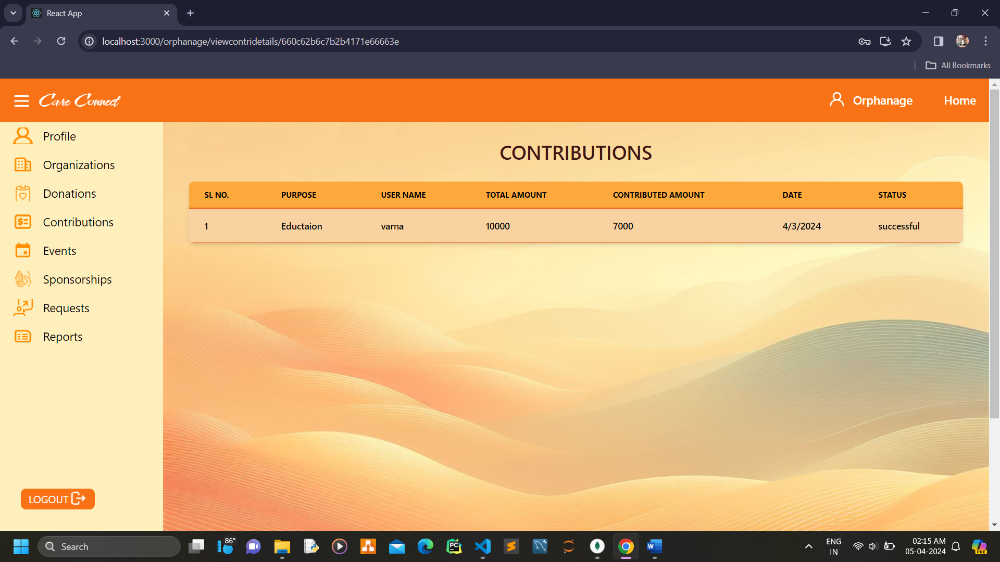 React App
localhost:3000/orphanage/viewcontridetails/660c62b6c7b2b4171e66663e
All Bookmarks
Care Connect
Orphanage
Home
Profile
Organizations
Donations
Contributions
Events
Sponsorships
Requests
Reports
LOGOUT
CONTRIBUTIONS
SL NO. PURPOSE USER NAME TOTAL AMOUNT CONTRIBUTED AMOUNT DATE STATUS
1 Eductaion varna 10000 7000 4/3/2024 successful
Search
86°
PC
W
ENG
IN
02:15 AM
05-04-2024
PRE